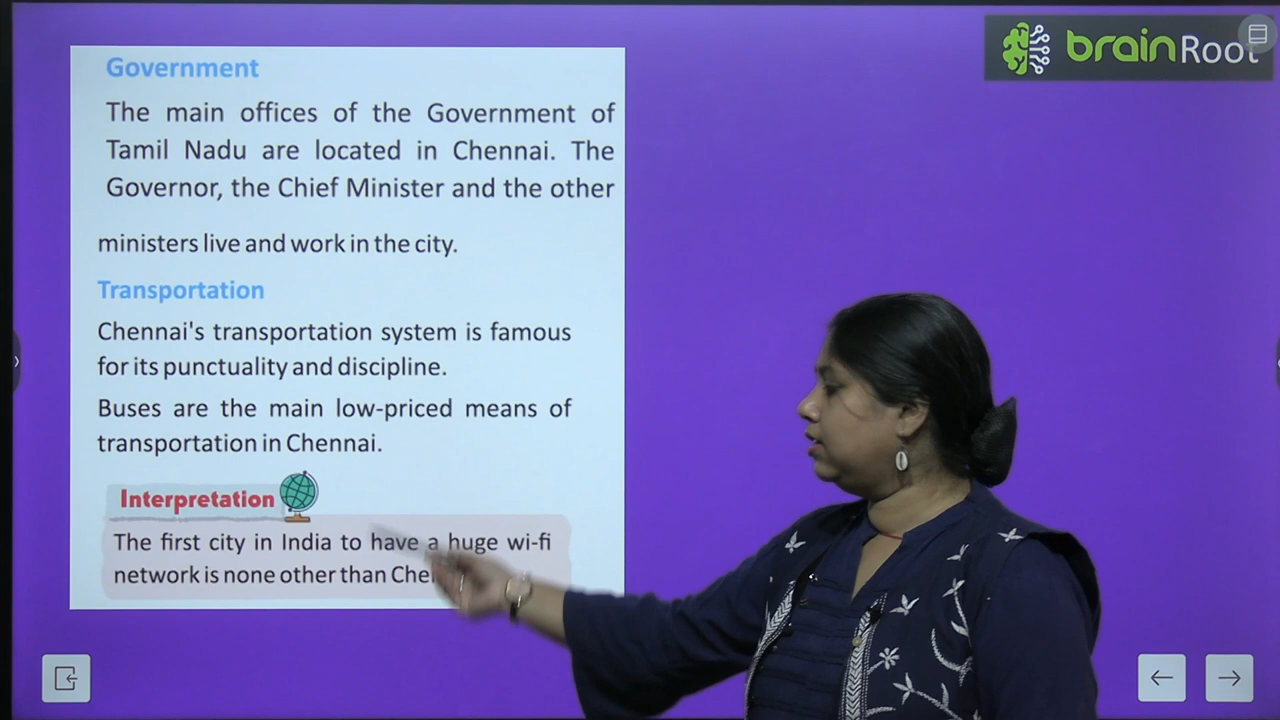 brainRoot
Government
The main offices of the Government of
Tamil Nadu are located in Chennai. The
Governor, the Chief Minister and the other
ministers live and work in the city.
Transportation
Chennai's transportation system is famous
for its punctuality and discipline.
Buses are the main low-priced means of
transportation in Chennai.
Interpretation
The first city in India to have a huge wi-fi
network is none other than